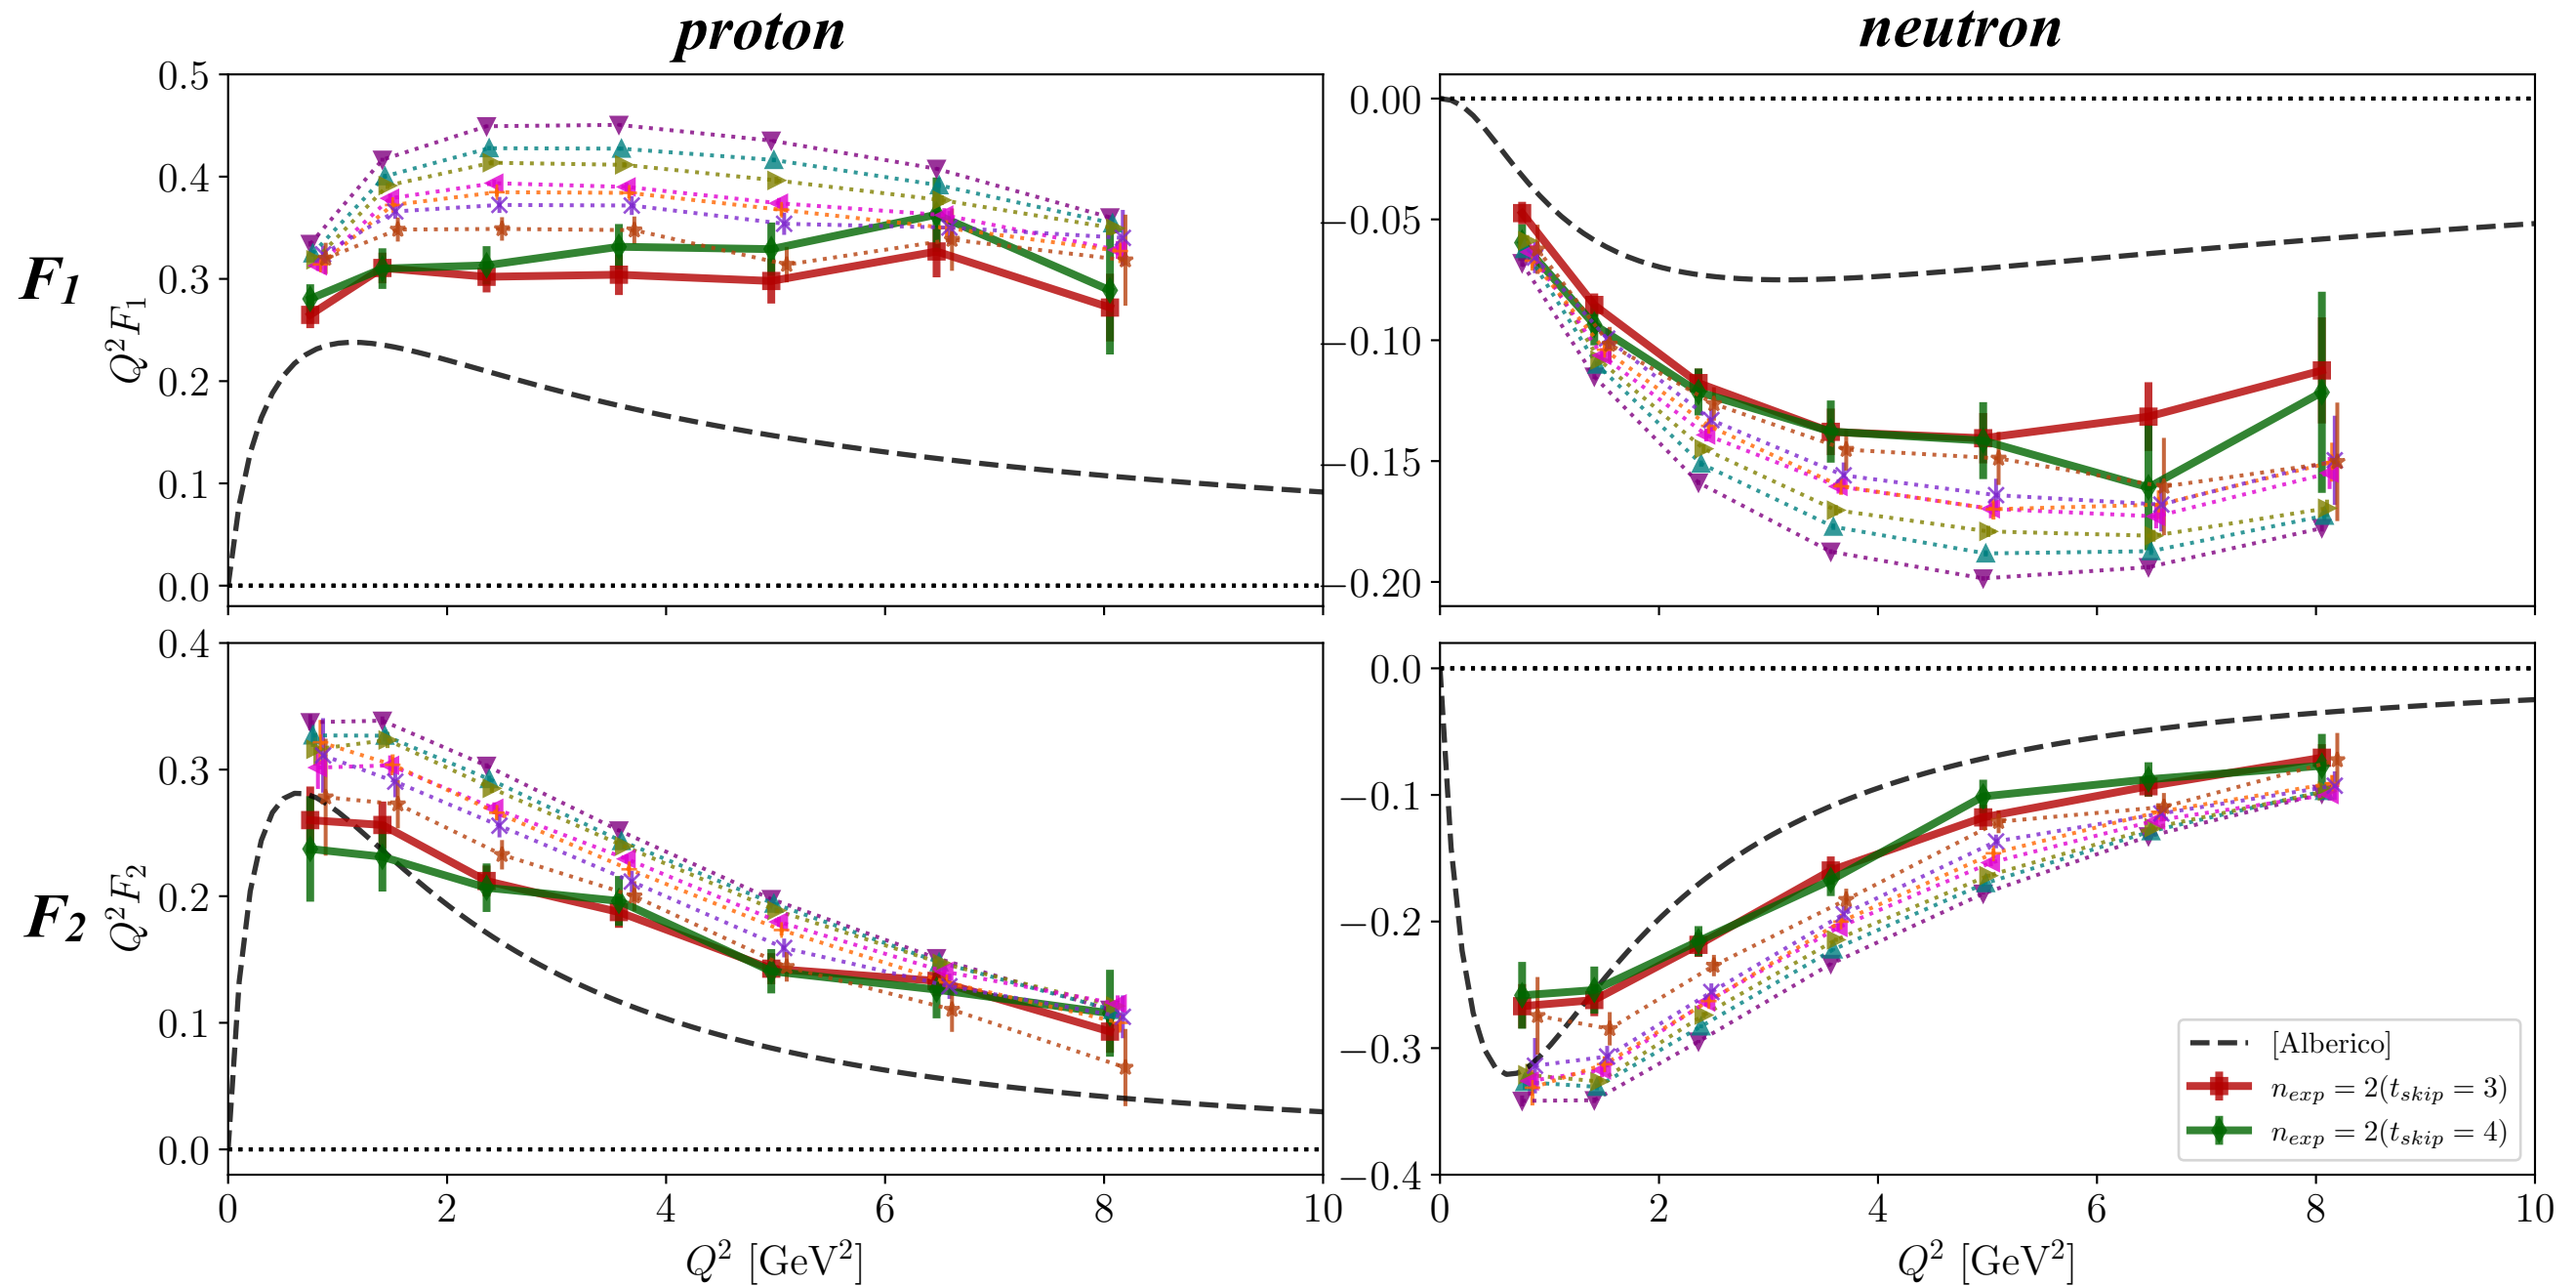 proton
neutron
F1
Q²F₁
0.5
0.4
0.3
0.2
0.1
0.0
0.00
−0.05
−0.10
−0.15
−0.20
F2
Q²F₂
0.4
0.3
0.2
0.1
0.0
0 2 4 6 8 10
Q² [GeV²]
0.0
−0.1
−0.2
−0.3
−0.4
[Alberico]
n_exp = 2(t_skip = 3)
n_exp = 2(t_skip = 4)
0 2 4 6 8 10
Q² [GeV²]